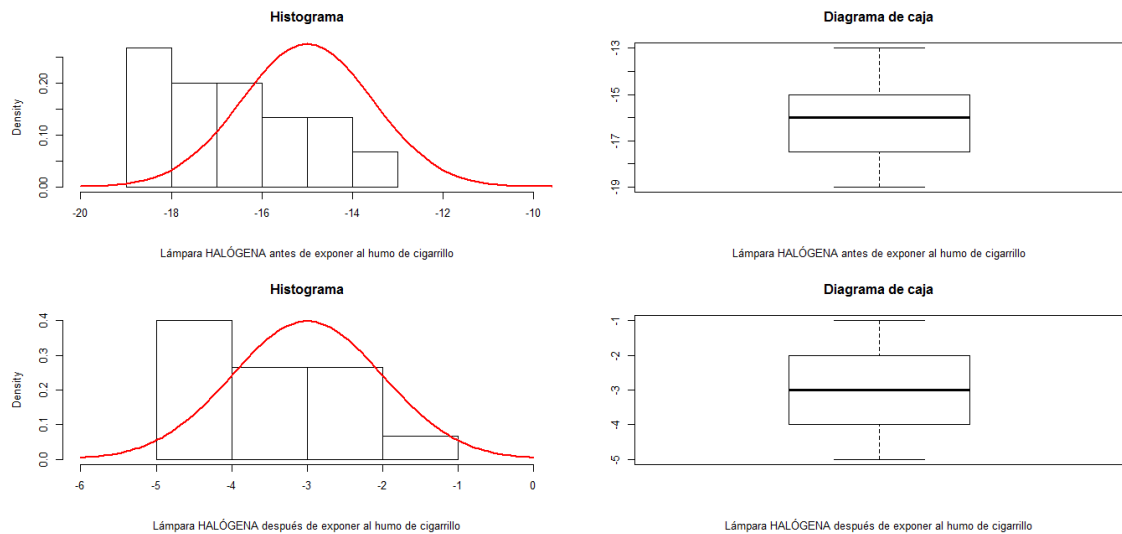 Histograma
Density
0.00 0.10 0.20
-20 -18 -16 -14 -12 -10
Lámpara HALÓGENA antes de exponer al humo de cigarrillo
Diagrama de caja
-19 -17 -15 -13
Lámpara HALÓGENA antes de exponer al humo de cigarrillo
Histograma
Density
0.0 0.1 0.2 0.3 0.4
-6 -5 -4 -3 -2 -1 0
Lámpara HALÓGENA después de exponer al humo de cigarrillo
Diagrama de caja
-5 -4 -3 -2 -1
Lámpara HALÓGENA después de exponer al humo de cigarrillo